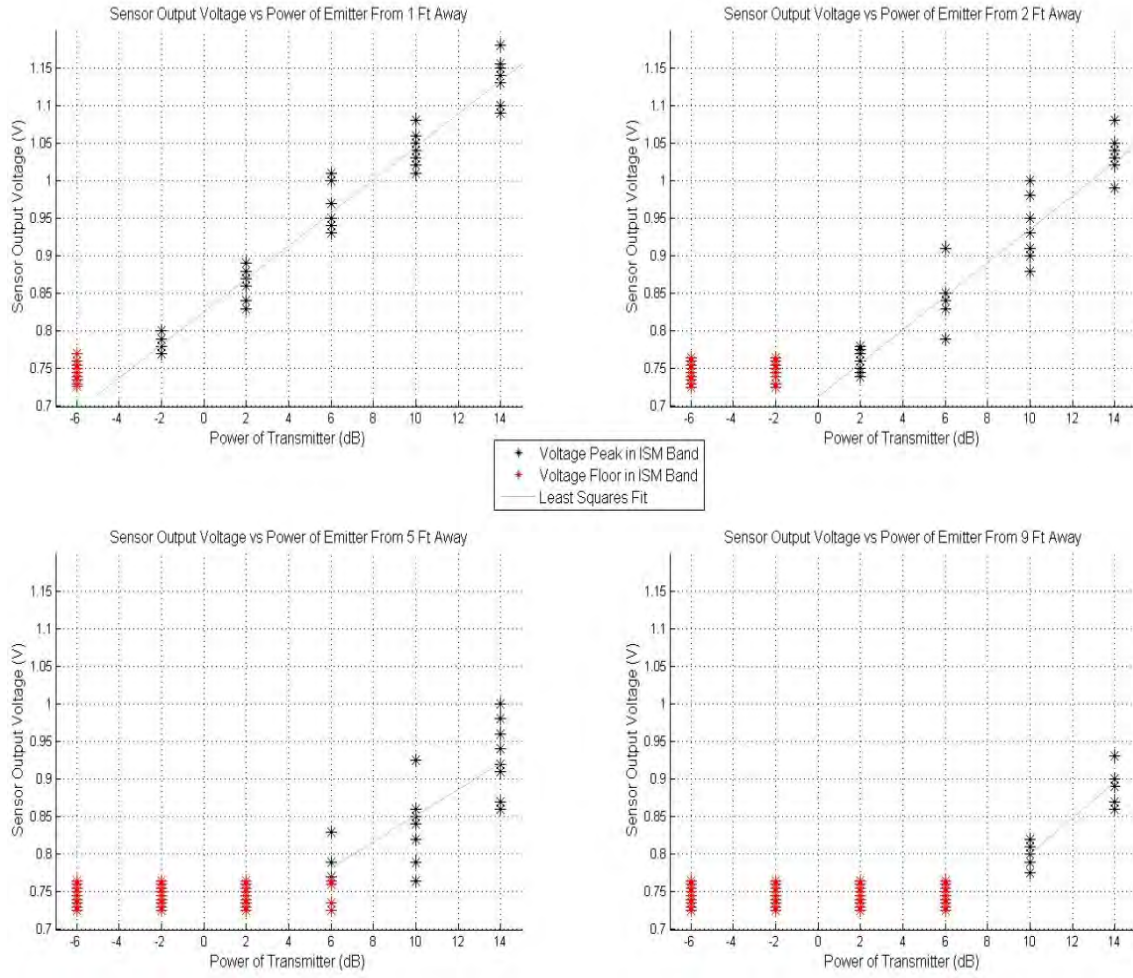 Sensor Output Voltage vs Power of Emitter From 1 Ft Away
Sensor Output Voltage (V)
1.15
1.1
1.05
1
0.95
0.9
0.85
0.8
0.75
0.7
-6 -4 -2 0 2 4 6 8 10 12 14
Power of Transmitter (dB)
Sensor Output Voltage vs Power of Emitter From 2 Ft Away
Sensor Output Voltage (V)
1.15
1.1
1.05
1
0.95
0.9
0.85
0.8
0.75
0.7
-6 -4 -2 0 2 4 6 8 10 12 14
Power of Transmitter (dB)
Voltage Peak in ISM Band
Voltage Floor in ISM Band
Least Squares Fit
Sensor Output Voltage vs Power of Emitter From 5 Ft Away
Sensor Output Voltage (V)
1.15
1.1
1.05
1
0.95
0.9
0.85
0.8
0.75
0.7
-6 -4 -2 0 2 4 6 8 10 12 14
Power of Transmitter (dB)
Sensor Output Voltage vs Power of Emitter From 9 Ft Away
Sensor Output Voltage (V)
1.15
1.1
1.05
1
0.95
0.9
0.85
0.8
0.75
0.7
-6 -4 -2 0 2 4 6 8 10 12 14
Power of Transmitter (dB)